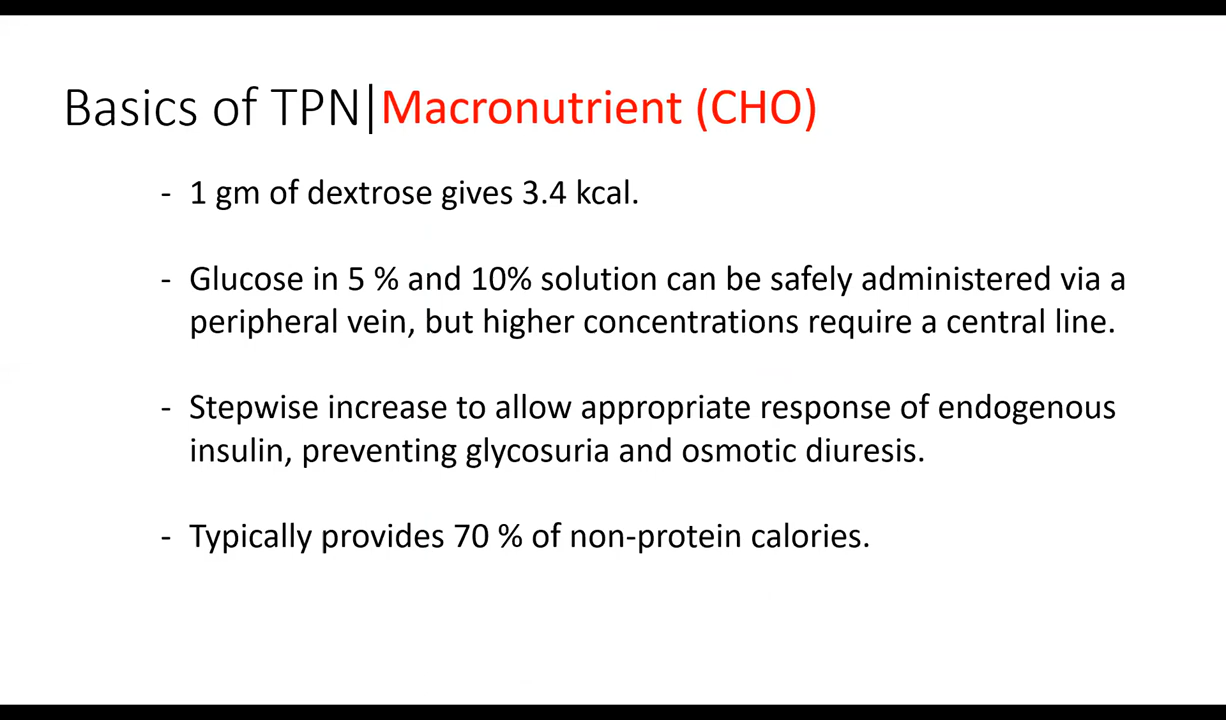 Basics of TPN|Macronutrient (CHO)
- 1 gm of dextrose gives 3.4 kcal.
- Glucose in 5 % and 10% solution can be safely administered via a
peripheral vein, but higher concentrations require a central line.
- Stepwise increase to allow appropriate response of endogenous
insulin, preventing glycosuria and osmotic diuresis.
- Typically provides 70 % of non-protein calories.